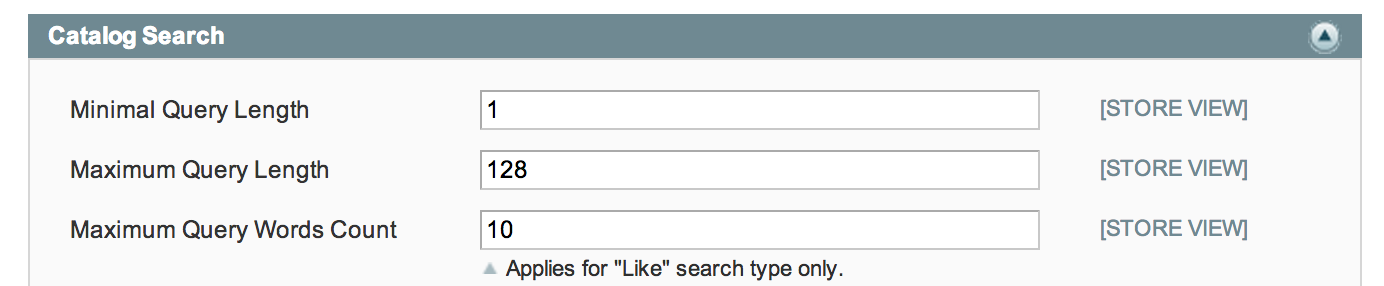 Catalog Search
Minimal Query Length 1 [STORE VIEW]
Maximum Query Length 128 [STORE VIEW]
Maximum Query Words Count 10 [STORE VIEW]
Applies for "Like" search type only.